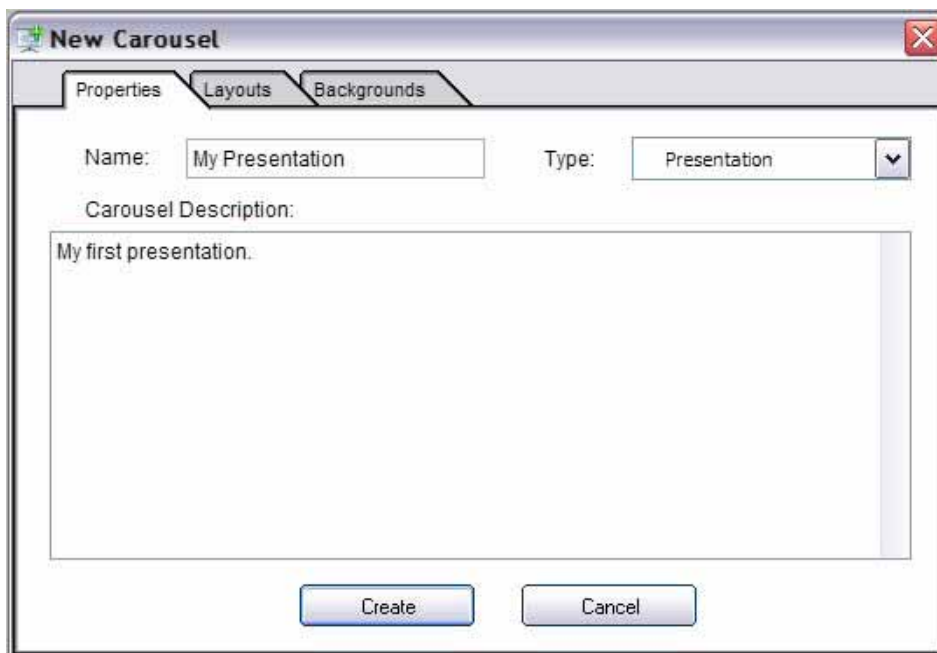 New Carousel
Properties Layouts Backgrounds
Name: My Presentation Type: Presentation
Carousel Description:
My first presentation.
Create Cancel